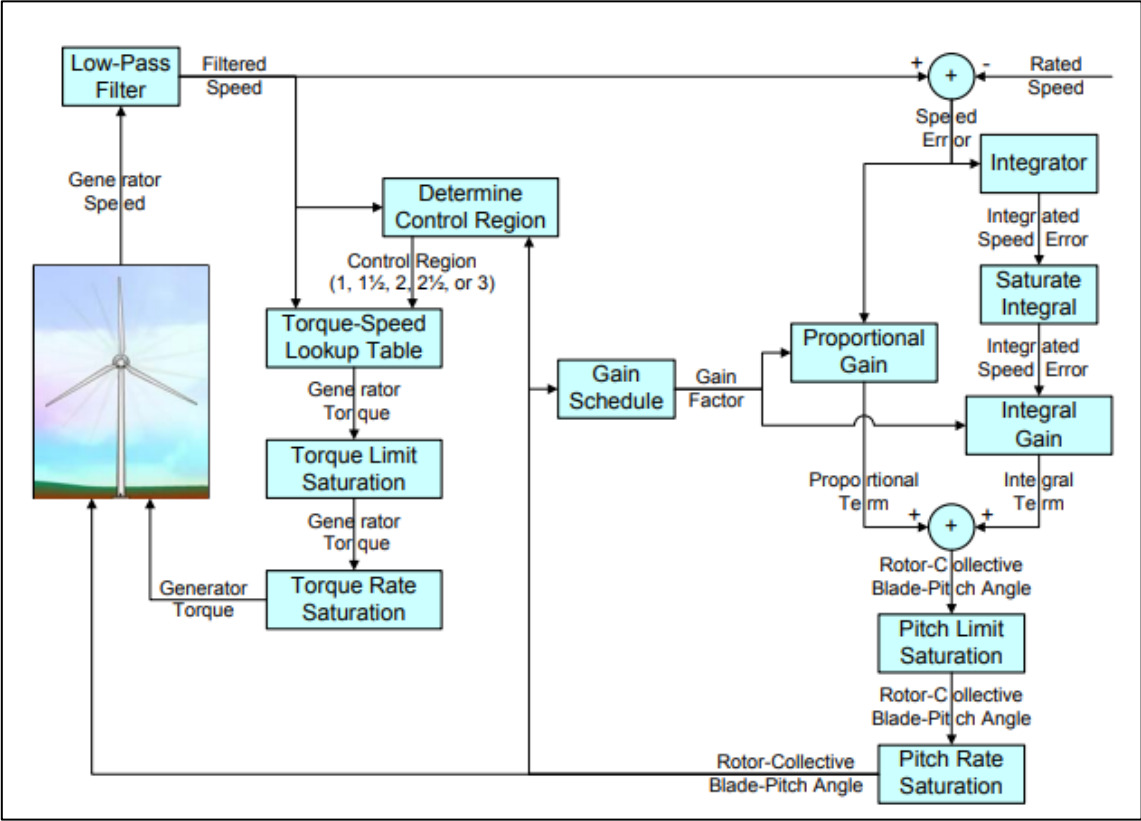 Low-Pass
Filter
Filtered
Speed
+
+
-
Rated
Speed
Speed
Error
Generator
Speed
Determine
Control Region
Integrator
Integrated
Speed Error
Control Region
(1, 1½, 2, 2½, or 3)
Saturate
Integral
Torque-Speed
Lookup Table
Proportional
Gain
Integrated
Speed Error
Gain
Schedule
Gain
Factor
Generator
Torque
Integral
Gain
Torque Limit
Saturation
Proportional
Term
Integral
Term
+
+
+
Generator
Torque
Rotor-Collective
Blade-Pitch Angle
Torque Rate
Saturation
Generator
Torque
Pitch Limit
Saturation
Rotor-Collective
Blade-Pitch Angle
Pitch Rate
Saturation
Rotor-Collective
Blade-Pitch Angle